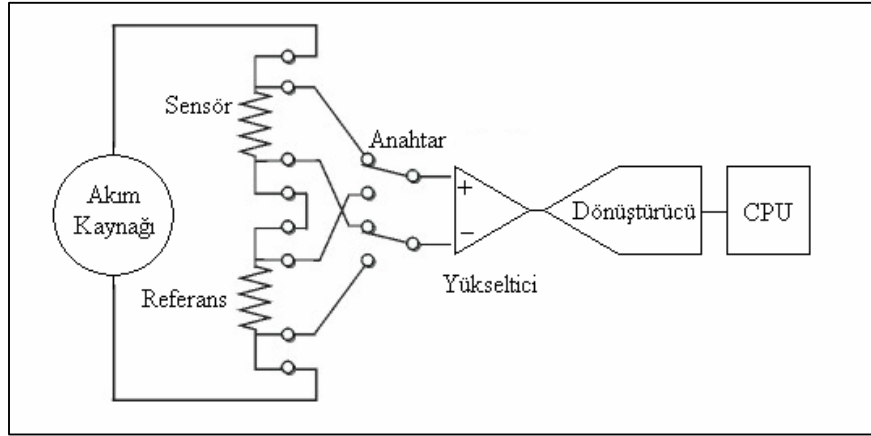 Sensör
Anahtar
Akım
Kaynağı
+
Dönüştürücü
CPU
−
Yükseltici
Referans